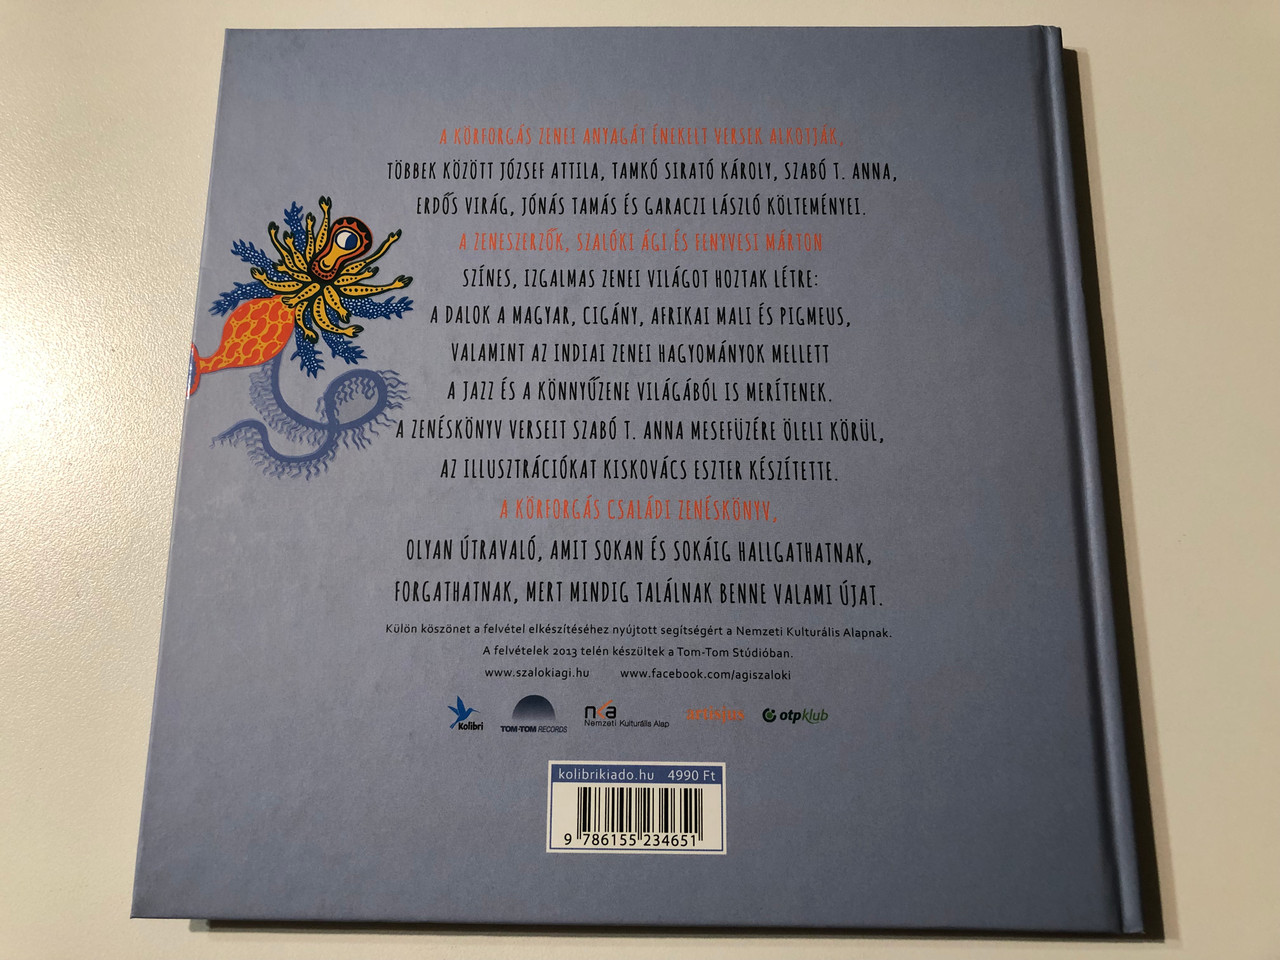 A KÖRFORGÁS ZENEI ANYAGÁT ÉNEKELT VERSEK ALKOTJÁK,
TÖBBEK KÖZÖTT JÓZSEF ATTILA, TAMKÓ SIRATÓ KÁROLY, SZABÓ T. ANNA,
ERDŐS VIRÁG, JÓNÁS TAMÁS ÉS GARACZI LÁSZLÓ KÖLTEMÉNYEI.
A ZENESZERZŐK, SZALÓKI ÁGI ÉS FENYVESI MÁRTON
SZÍNES, IZGALMAS ZENEI VILÁGOT HOZTAK LÉTRE:
A DALOK A MAGYAR, CIGÁNY, AFRIKAI MALI ÉS PIGMEUS,
VALAMINT AZ INDIAI ZENEI HAGYOMÁNYOK MELLETT
A JAZZ ÉS A KÖNNYŰZENE VILÁGÁBÓL IS MERÍTENEK.
A ZENÉSKÖNYV VERSEIT SZABÓ T. ANNA MESEFÜZÉRE ÖLELI KÖRÜL,
AZ ILLUSZTRÁCIÓKAT KISKOVÁCS ESZTER KÉSZÍTETTE.
A KÖRFORGÁS CSALÁDI ZENÉSKÖNYV,
OLYAN ÚTRAVALÓ, AMIT SOKAN ÉS SOKÁIG HALLGATHATNAK,
FORGATHATNAK, MERT MINDIG TALÁLNAK BENNE VALAMI ÚJAT.
Külön köszönet a felvétel elkészítéséhez nyújtott segítségért a Nemzeti Kulturális Alapnak.
A felvételek 2013 telén készültek a Tom-Tom Stúdióban.
www.szalokiagi.hu www.facebook.com/agiszaloki
Kolibri TOM-TOM RECORDS nka Nemzeti Kulturális Alap artisjus otpklub
kolibrikiado.hu 4990 Ft
9 786155 234651